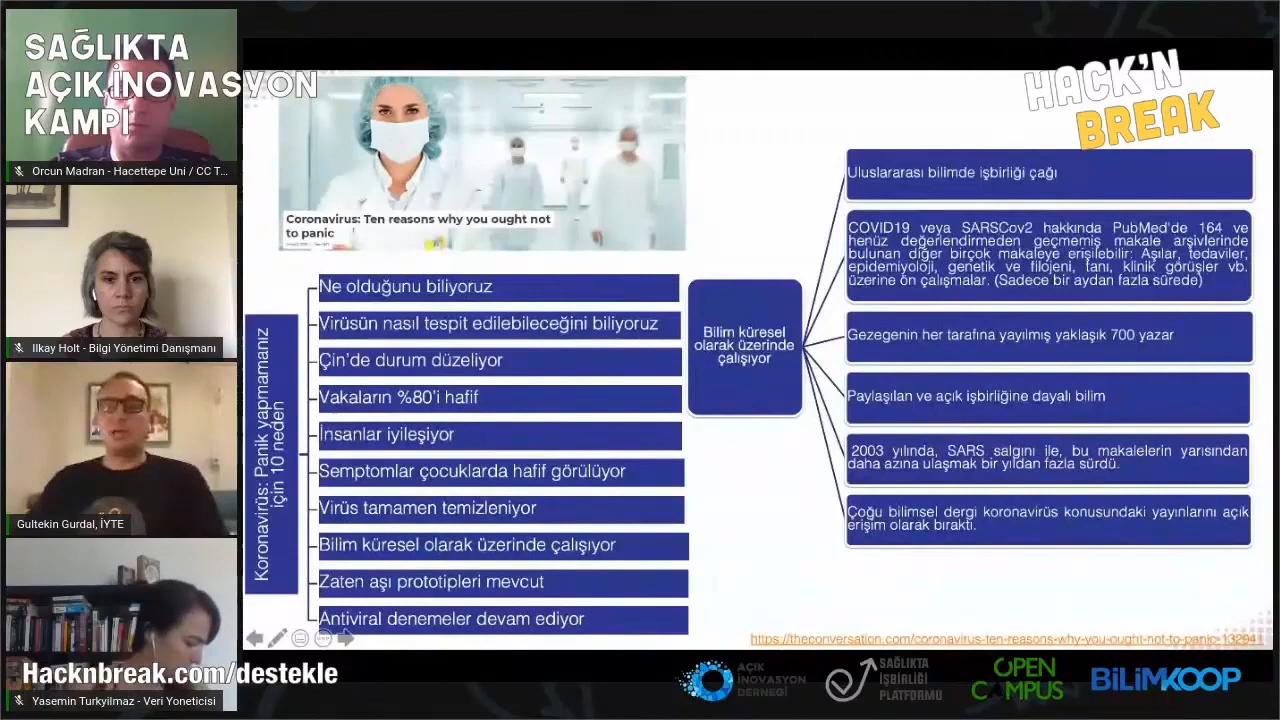 SAĞLIKTA
AÇIK İNOVASYON
KAMPI
Orcun Madran - Hacettepe Uni / CC T...
Ilkay Holt - Bilgi Yönetimi Danışmanı
Gultekin Gurdal, İYTE
Yasemin Turkyilmaz - Veri Yoneticisi
Hacknbreak.com/destekle
HACK'N
BREAK
Coronavirus: Ten reasons why you ought not
to panic
Koronavirüs: Panik yapmamanız
için 10 neden
Ne olduğunu biliyoruz
Virüsün nasıl tespit edilebileceğini biliyoruz
Çin'de durum düzeliyor
Vakaların %80'i hafif
İnsanlar iyileşiyor
Semptomlar çocuklarda hafif görülüyor
Virüs tamamen temizleniyor
Bilim küresel olarak üzerinde çalışıyor
Zaten aşı prototipleri mevcut
Antiviral denemeler devam ediyor
Bilim küresel
olarak üzerinde
çalışıyor
Uluslararası bilimde işbirliği çağı
COVID19 veya SARSCov2 hakkında PubMed'de 164 ve
henüz değerlendirmeden geçmemiş makale arşivlerinde
bulunan diğer birçok makaleye erişilebilir: Aşılar, tedaviler,
epidemiyoloji, genetik ve filojeni, tanı, klinik görüşler vb.
üzerine ön çalışmalar. (Sadece bir aydan fazla sürede)
Gezegenin her tarafına yayılmış yaklaşık 700 yazar
Paylaşılan ve açık işbirliğine dayalı bilim
2003 yılında, SARS salgını ile, bu makalelerin yarısından
daha azına ulaşmak bir yıldan fazla sürdü.
Çoğu bilimsel dergi koronavirüs konusundaki yayınlarını açık
erişim olarak bıraktı.
https://theconversation.com/coronavirus-ten-reasons-why-you-ought-not-to-panic-132941
AÇIK
İNOVASYON
DERNEĞİ
SAĞLIKTA
İŞBİRLİĞİ
PLATFORMU
OPEN
CAMPUS
BİLİMKOOP